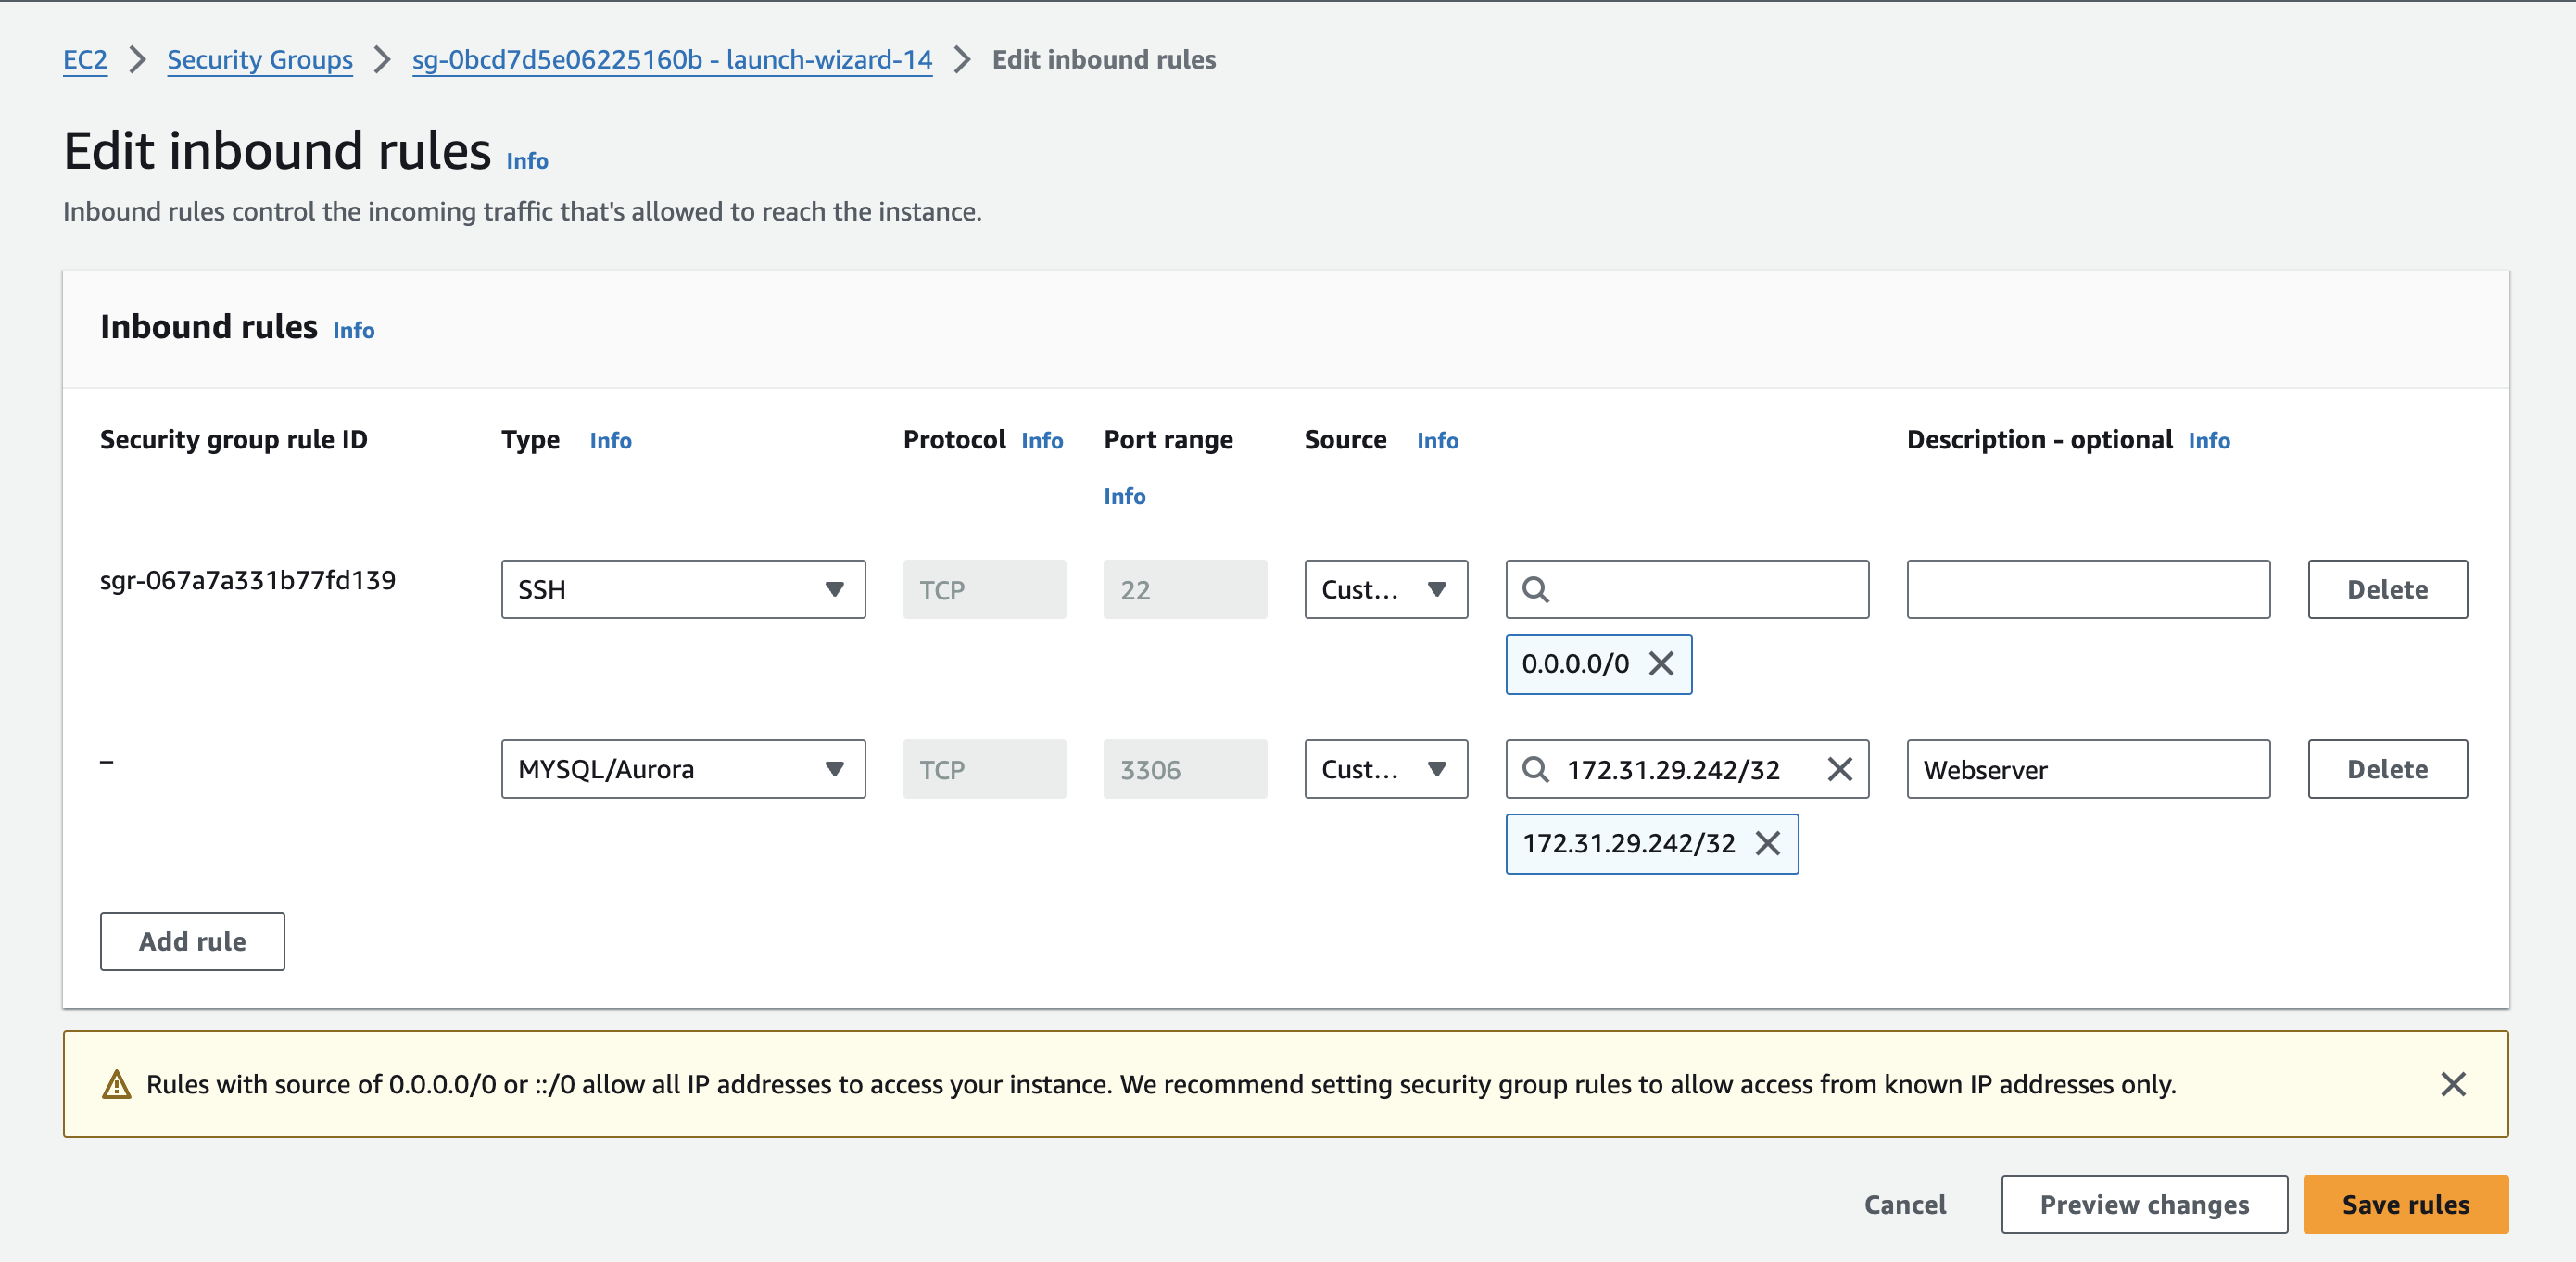 EC2 > Security Groups > sg-0bcd7d5e06225160b - launch-wizard-14 > Edit inbound rules
Edit inbound rules Info
Inbound rules control the incoming traffic that's allowed to reach the instance.
Inbound rules Info
Security group rule ID Type Info Protocol Info Port range Source Info Description - optional Info
Info
sgr-067a7a331b77fd139 SSH TCP 22 Cust... Delete
0.0.0.0/0
– MYSQL/Aurora TCP 3306 Cust... 172.31.29.242/32 Webserver Delete
172.31.29.242/32
Add rule
Rules with source of 0.0.0.0/0 or ::/0 allow all IP addresses to access your instance. We recommend setting security group rules to allow access from known IP addresses only.
Cancel Preview changes Save rules